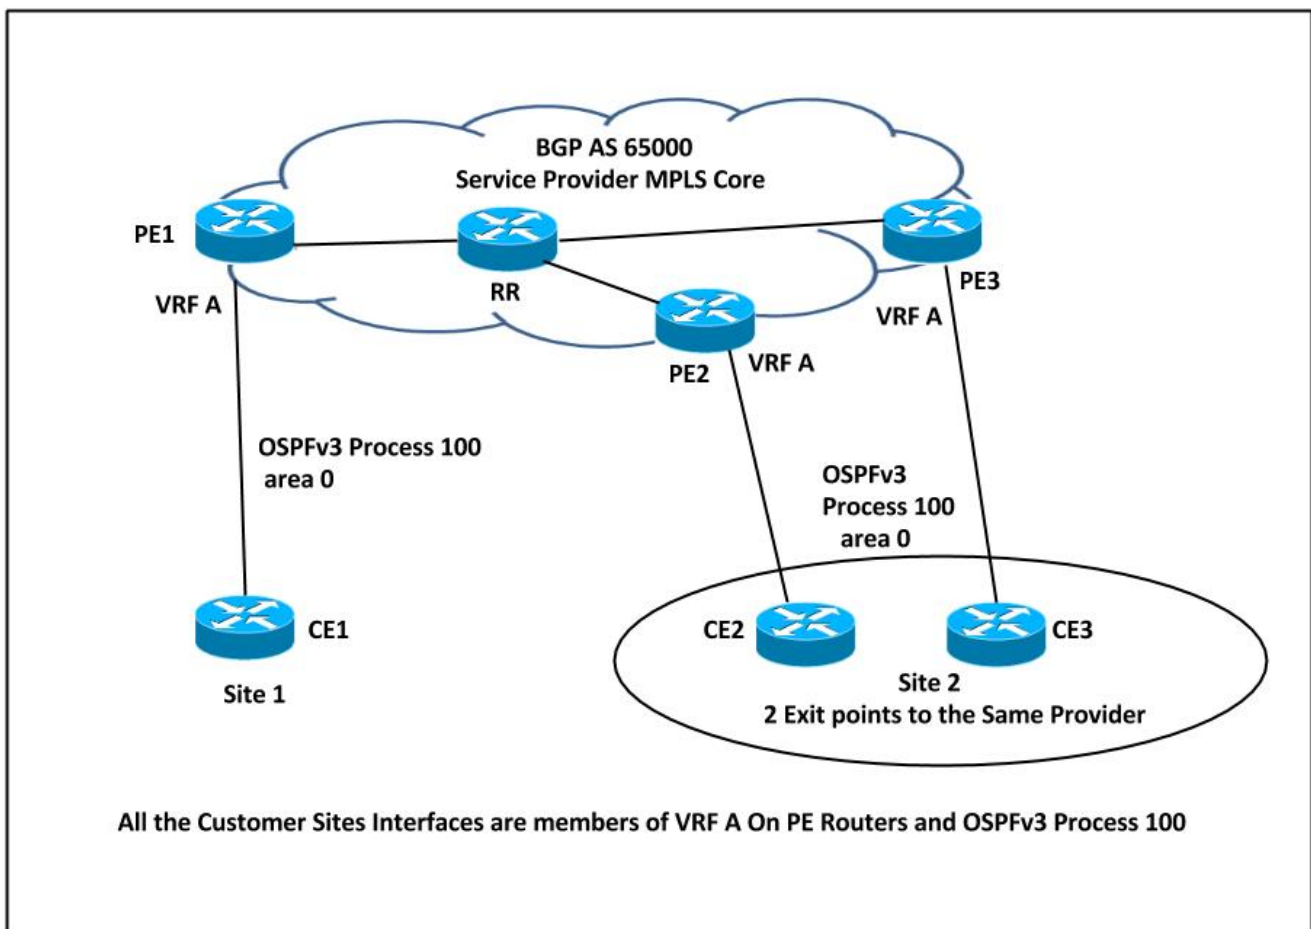 BGP AS 65000
Service Provider MPLS Core
PE1
RR
PE3
VRF A
VRF A
PE2
VRF A
OSPFv3 Process 100
area 0
OSPFv3
Process 100
area 0
CE1
CE2
CE3
Site 1
Site 2
2 Exit points to the Same Provider
All the Customer Sites Interfaces are members of VRF A On PE Routers and OSPFv3 Process 100